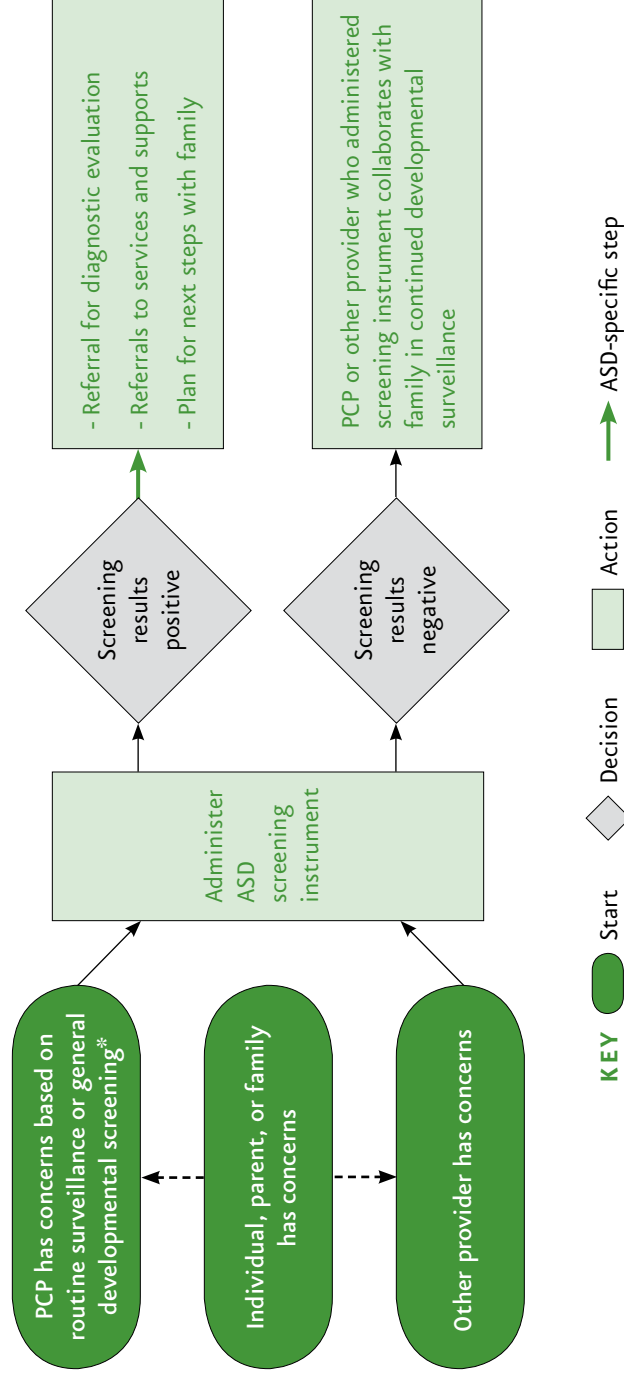 PCP has concerns based on
routine surveillance or general
developmental screening*
Individual, parent, or family
has concerns
Other provider has concerns
Administer
ASD
screening
instrument
Screening
results
positive
Screening
results
negative
- Referral for diagnostic evaluation
- Referrals to services and supports
- Plan for next steps with family
PCP or other provider who administered
screening instrument collaborates with
family in continued developmental
surveillance
KEY
Start
Decision
Action
ASD-specific step